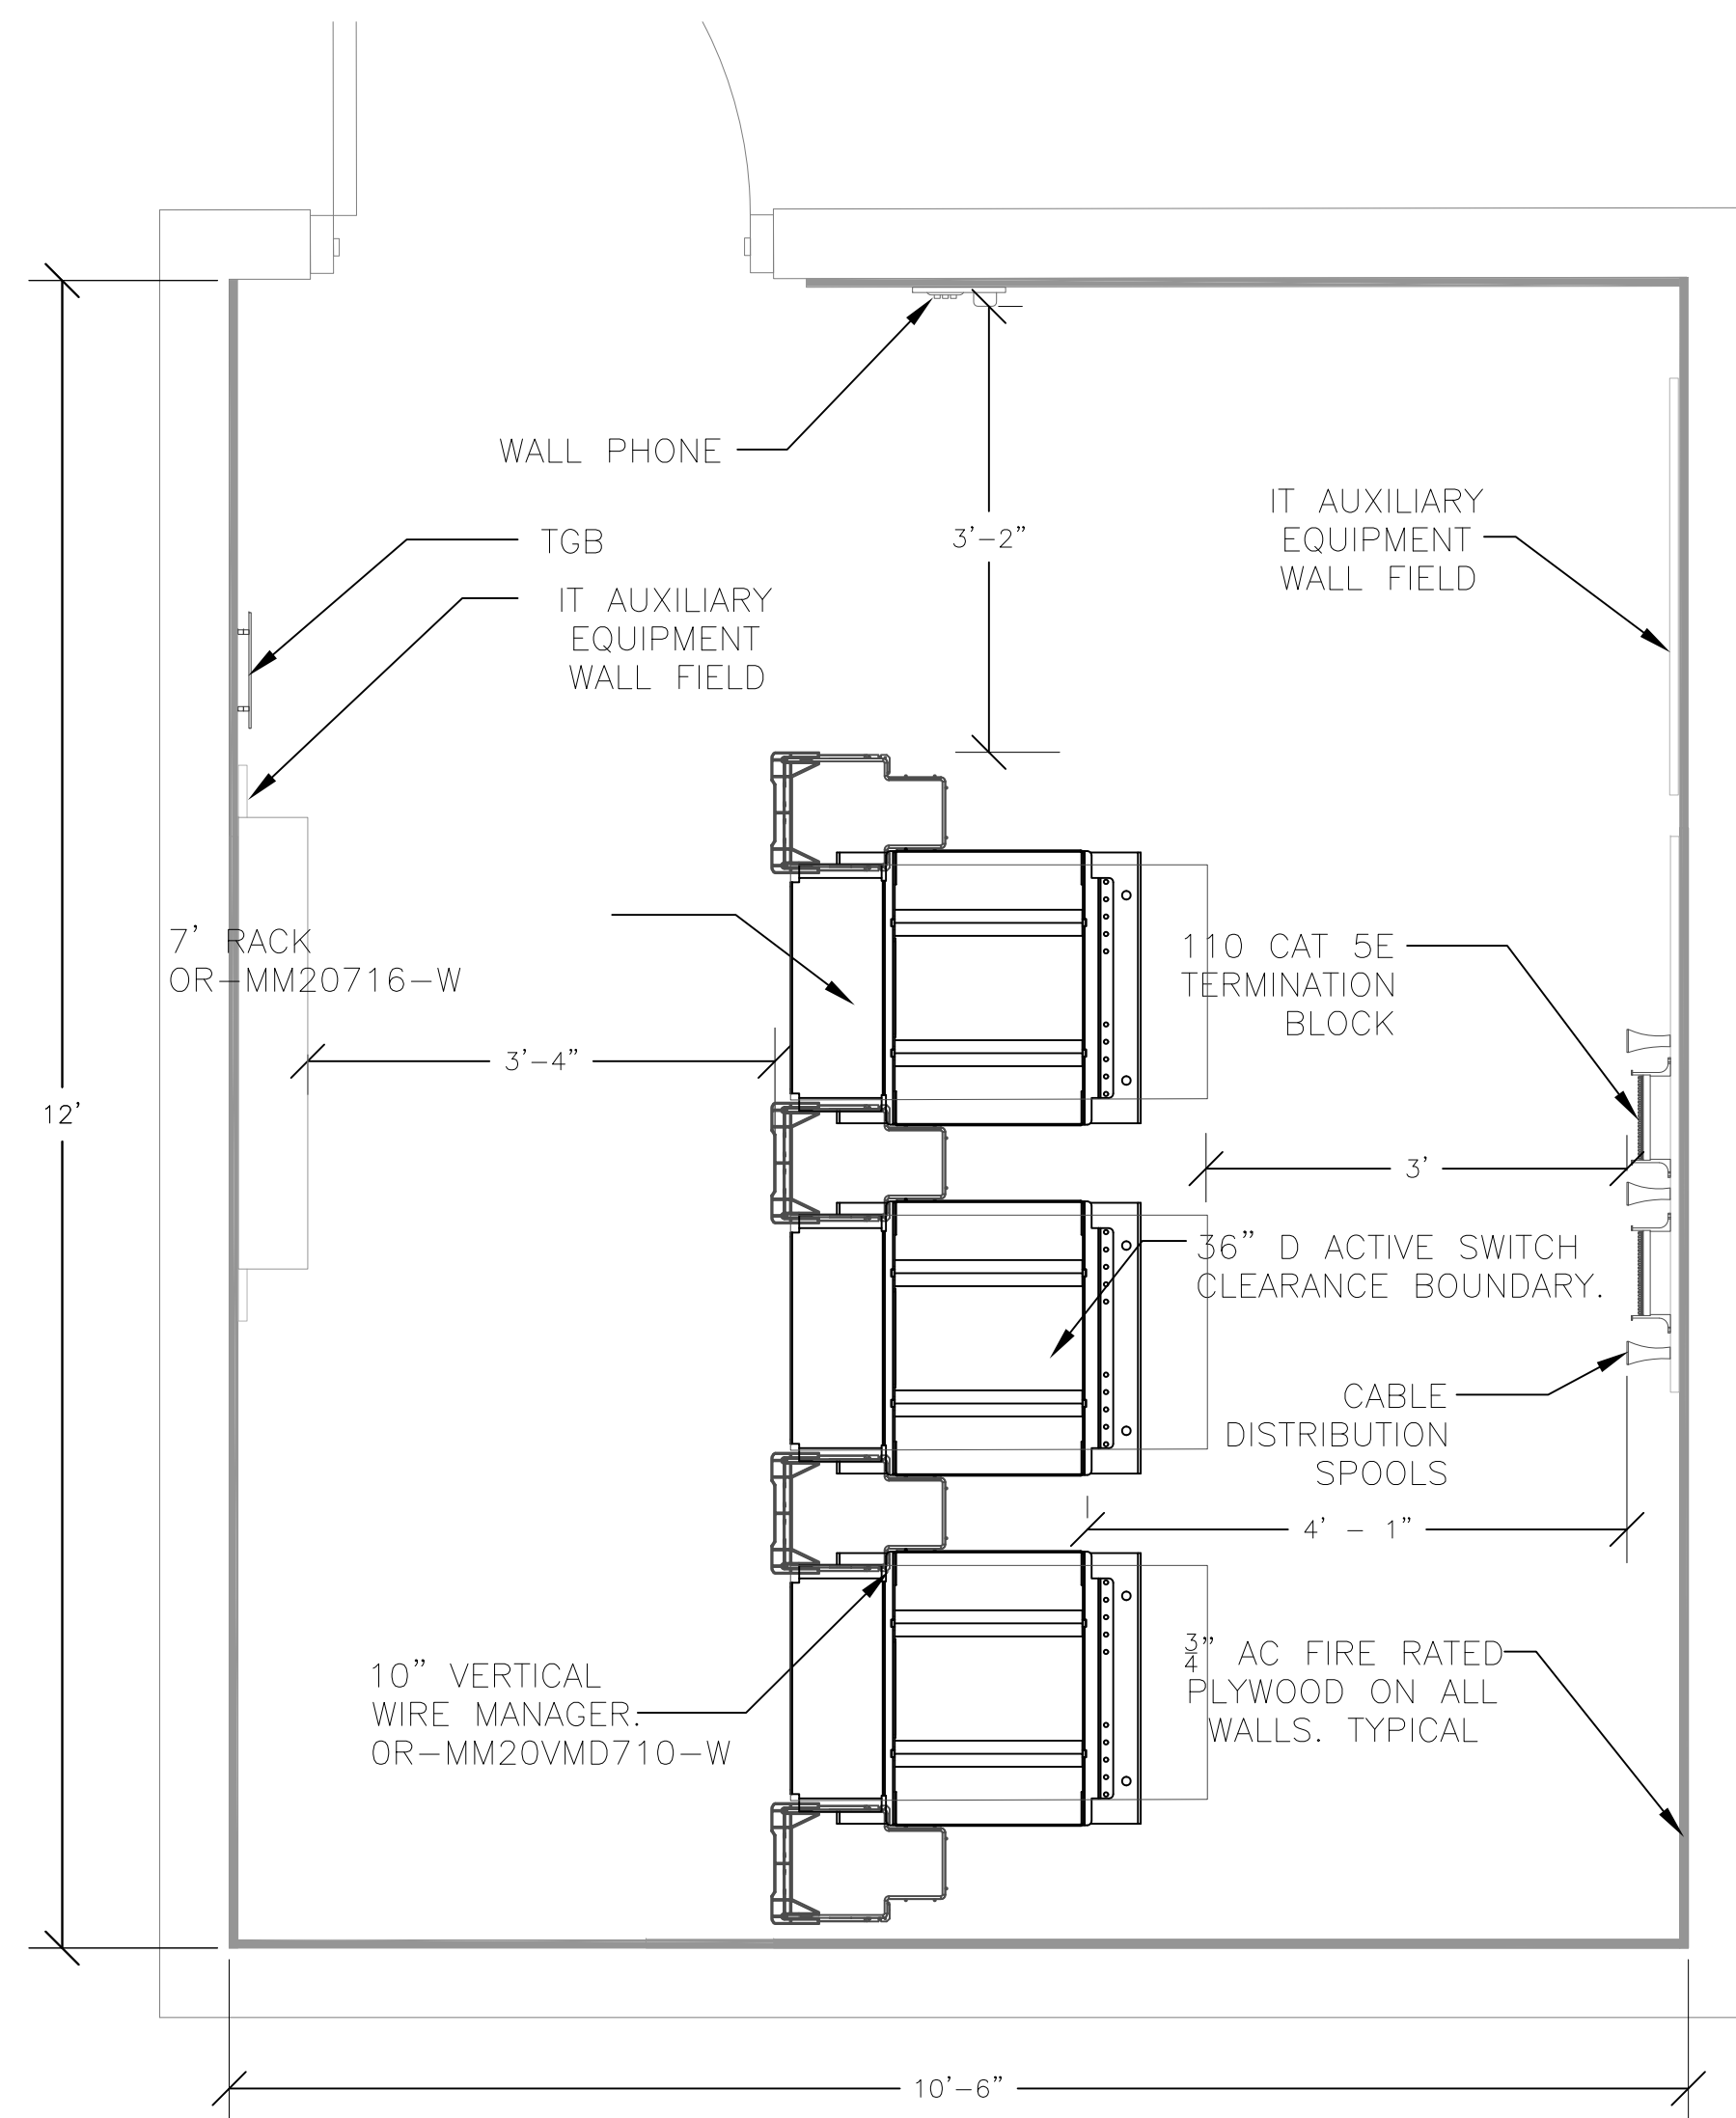 WALL PHONE
3'-2"
IT AUXILIARY
EQUIPMENT
WALL FIELD
TGB
IT AUXILIARY
EQUIPMENT
WALL FIELD
7' RACK
OR-MM20716-W
110 CAT 5E
TERMINATION
BLOCK
3'-4"
12'
3'
36" D ACTIVE SWITCH
CLEARANCE BOUNDARY.
CABLE
DISTRIBUTION
SPOOLS
4' - 1"
3/4" AC FIRE RATED
PLYWOOD ON ALL
WALLS. TYPICAL
10" VERTICAL
WIRE MANAGER.
OR-MM20VMD710-W
10'-6"